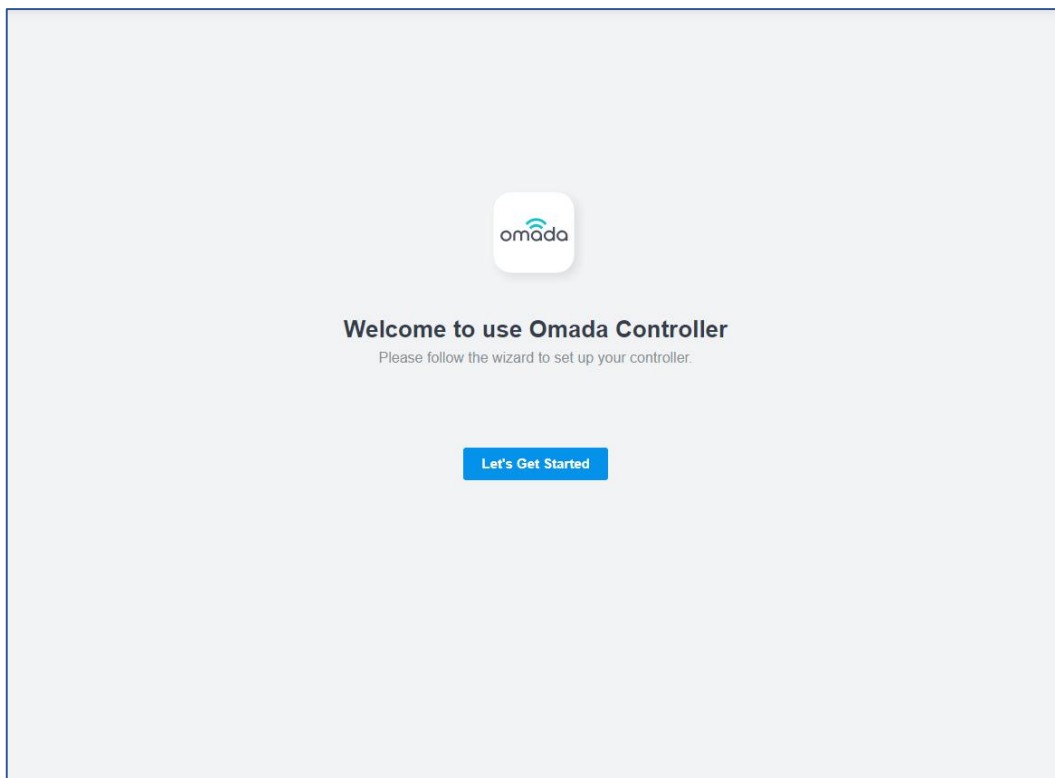 omada
Welcome to use Omada Controller
Please follow the wizard to set up your controller.
Let's Get Started